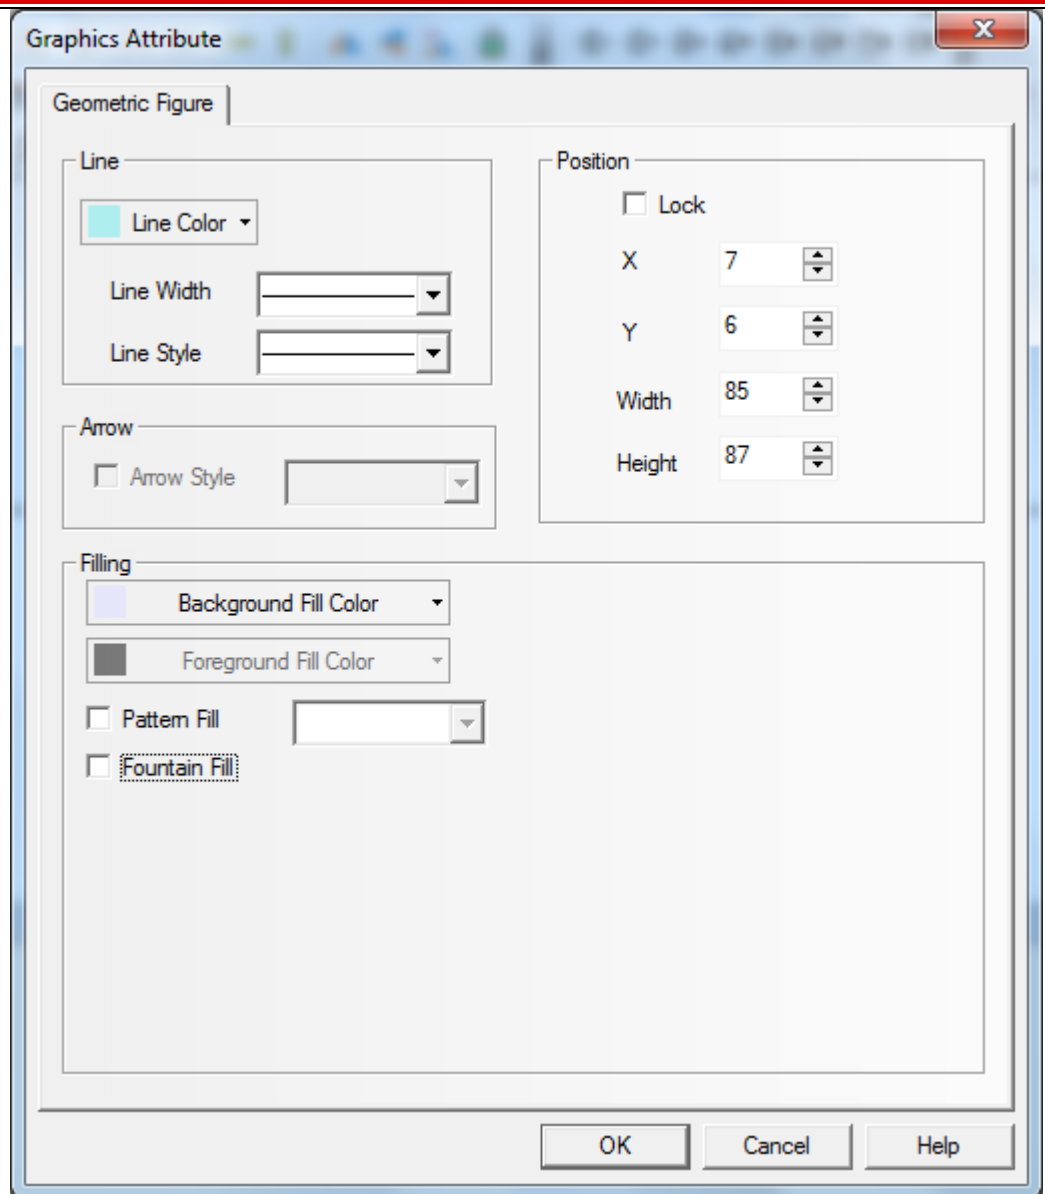 Graphics Attribute
Geometric Figure
Line
Line Color
Line Width
Line Style
Arrow
Arrow Style
Position
Lock
X 7
Y 6
Width 85
Height 87
Filling
Background Fill Color
Foreground Fill Color
Pattern Fill
Fountain Fill
OK Cancel Help